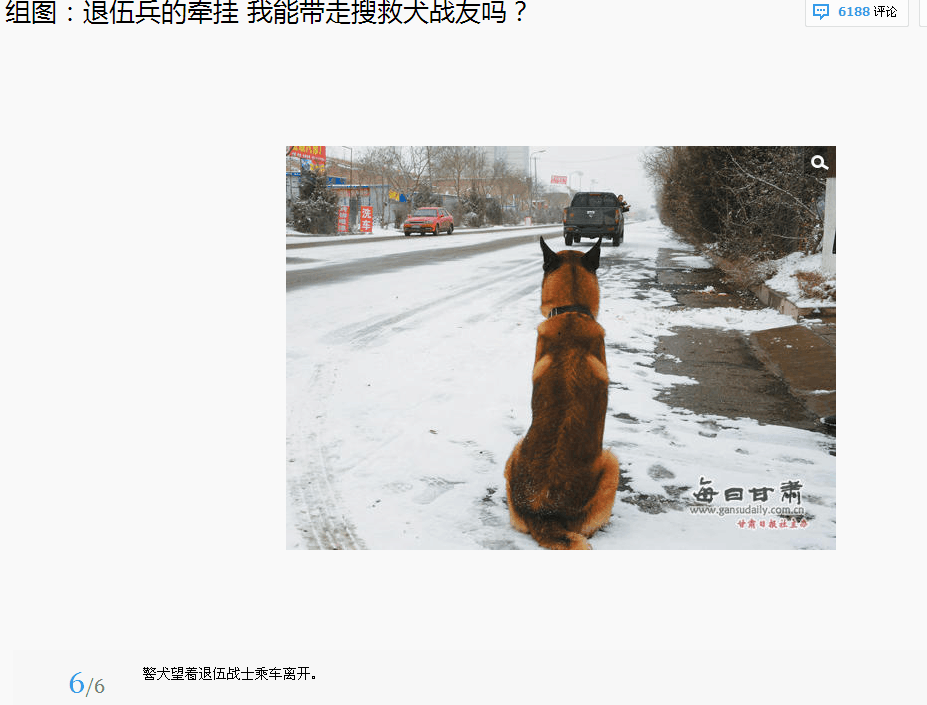 组图：退伍兵的牵挂 我能带走搜救犬战友吗？
6188 评论
洗车
每日甘肃
www.gansudaily.com.cn
甘肃日报社主办
6/6
警犬望着退伍战士乘车离开。